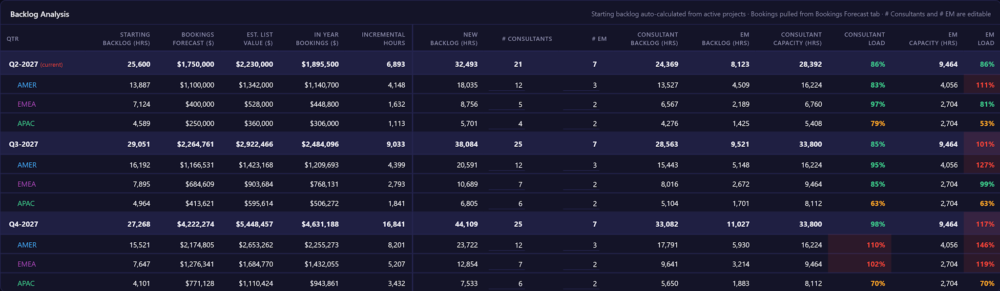 Backlog Analysis
Starting backlog auto-calculated from active projects · Bookings pulled from Bookings Forecast tab · # Consultants and # EM are editable
QTR STARTING BACKLOG (HRS) BOOKINGS FORECAST ($) EST. LIST VALUE ($) IN YEAR BOOKINGS ($) INCREMENTAL HOURS NEW BACKLOG (HRS) # CONSULTANTS # EM CONSULTANT BACKLOG (HRS) EM BACKLOG (HRS) CONSULTANT CAPACITY (HRS) CONSULTANT LOAD EM CAPACITY (HRS) EM LOAD
Q2-2027 (current) 25,600 $1,750,000 $2,230,000 $1,895,500 6,893 32,493 21 7 24,369 8,123 28,392 86% 9,464 86%
AMER 13,887 $1,100,000 $1,342,000 $1,140,700 4,148 18,035 12 3 13,527 4,509 16,224 83% 4,056 111%
EMEA 7,124 $400,000 $528,000 $448,800 1,632 8,756 5 2 6,567 2,189 6,760 97% 2,704 81%
APAC 4,589 $250,000 $360,000 $306,000 1,113 5,701 4 2 4,276 1,425 5,408 79% 2,704 53%
Q3-2027 29,051 $2,264,761 $2,922,466 $2,484,096 9,033 38,084 25 7 28,563 9,521 33,800 85% 9,464 101%
AMER 16,192 $1,166,531 $1,423,168 $1,209,693 4,399 20,591 12 3 15,443 5,148 16,224 95% 4,056 127%
EMEA 7,895 $684,609 $903,684 $768,131 2,793 10,689 7 2 8,016 2,672 9,464 85% 2,704 99%
APAC 4,964 $413,621 $595,614 $506,272 1,841 6,805 6 2 5,104 1,701 8,112 63% 2,704 63%
Q4-2027 27,268 $4,222,274 $5,448,457 $4,631,188 16,841 44,109 25 7 33,082 11,027 33,800 98% 9,464 117%
AMER 15,521 $2,174,805 $2,653,262 $2,255,273 8,201 23,722 12 3 17,791 5,930 16,224 110% 4,056 146%
EMEA 7,647 $1,276,341 $1,684,770 $1,432,055 5,207 12,854 7 2 9,641 3,214 9,464 102% 2,704 119%
APAC 4,101 $771,128 $1,110,424 $943,861 3,432 7,533 6 2 5,650 1,883 8,112 70% 2,704 70%